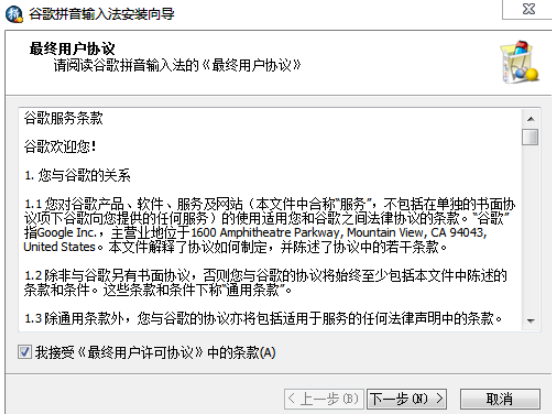 谷歌拼音输入法安装向导
最终用户协议
请阅读谷歌拼音输入法的《最终用户协议》
谷歌服务条款
谷歌欢迎您!
1. 您与谷歌的关系
1.1 您对谷歌产品、软件、服务及网站（本文件中合称“服务”，不包括在单独的书面协
议项下谷歌向您提供的任何服务）的使用适用您和谷歌之间法律协议的条款。“谷歌”
指Google Inc.，主营业地位于1600 Amphitheatre Parkway, Mountain View, CA 94043,
United States。本文件解释了协议如何制定，并陈述了协议中的若干条款。
1.2 除非与谷歌另有书面协议，否则您与谷歌的协议将始终至少包括本文件中陈述的
条款和条件。这些条款和条件下称“通用条款”。
1.3 除通用条款外，您与谷歌的协议亦将包括适用于服务的任何法律声明中的条款。
我接受《最终用户许可协议》中的条款(A)
< 上一步(B) 下一步(N) > 取消